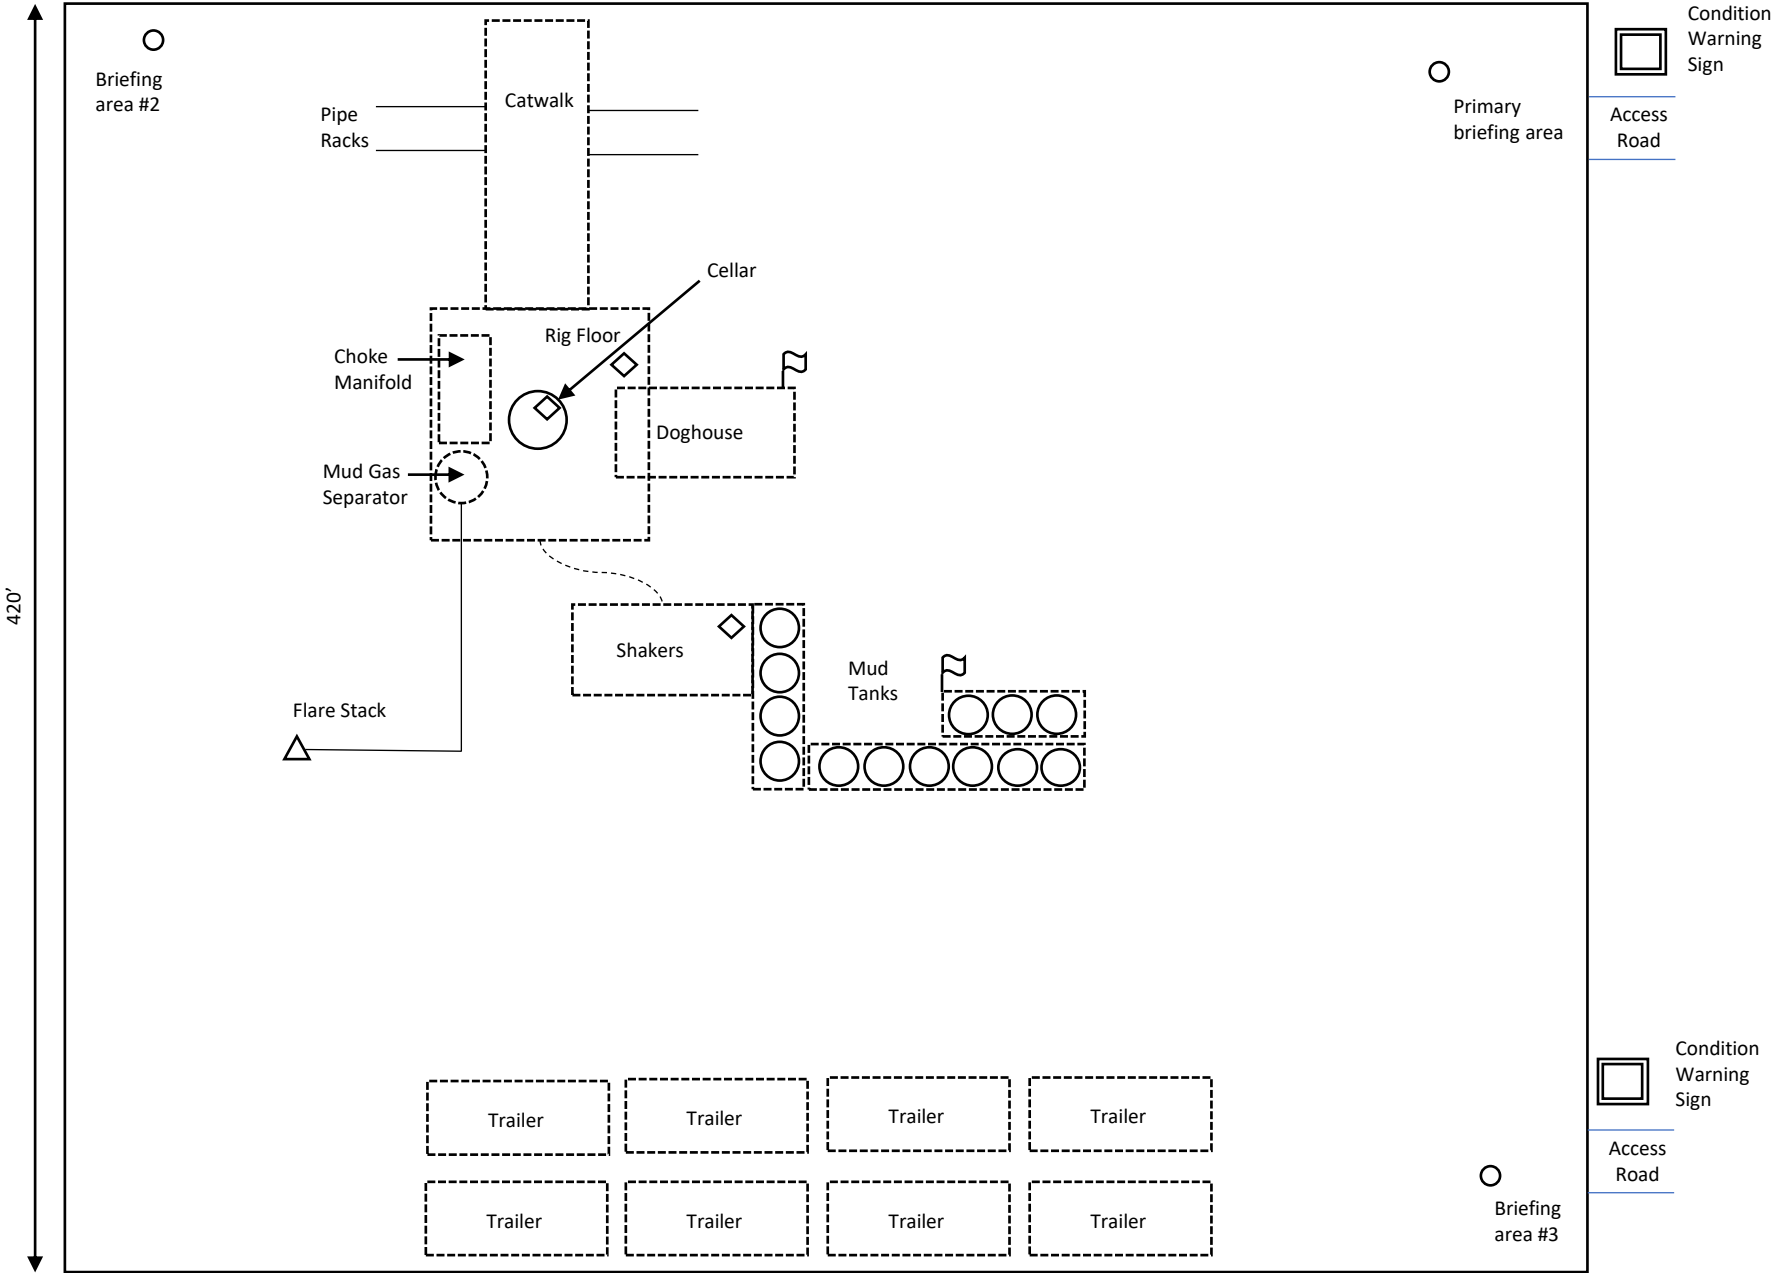 Condition
Warning
Sign
Briefing
area #2
Catwalk
Primary
briefing area
Access
Road
Pipe
Racks
Cellar
Rig Floor
Choke
Manifold
Doghouse
Mud Gas
Separator
420’
Shakers
Mud
Tanks
Flare Stack
Condition
Warning
Sign
Trailer
Trailer
Trailer
Trailer
Access
Road
Trailer
Trailer
Trailer
Trailer
Briefing
area #3